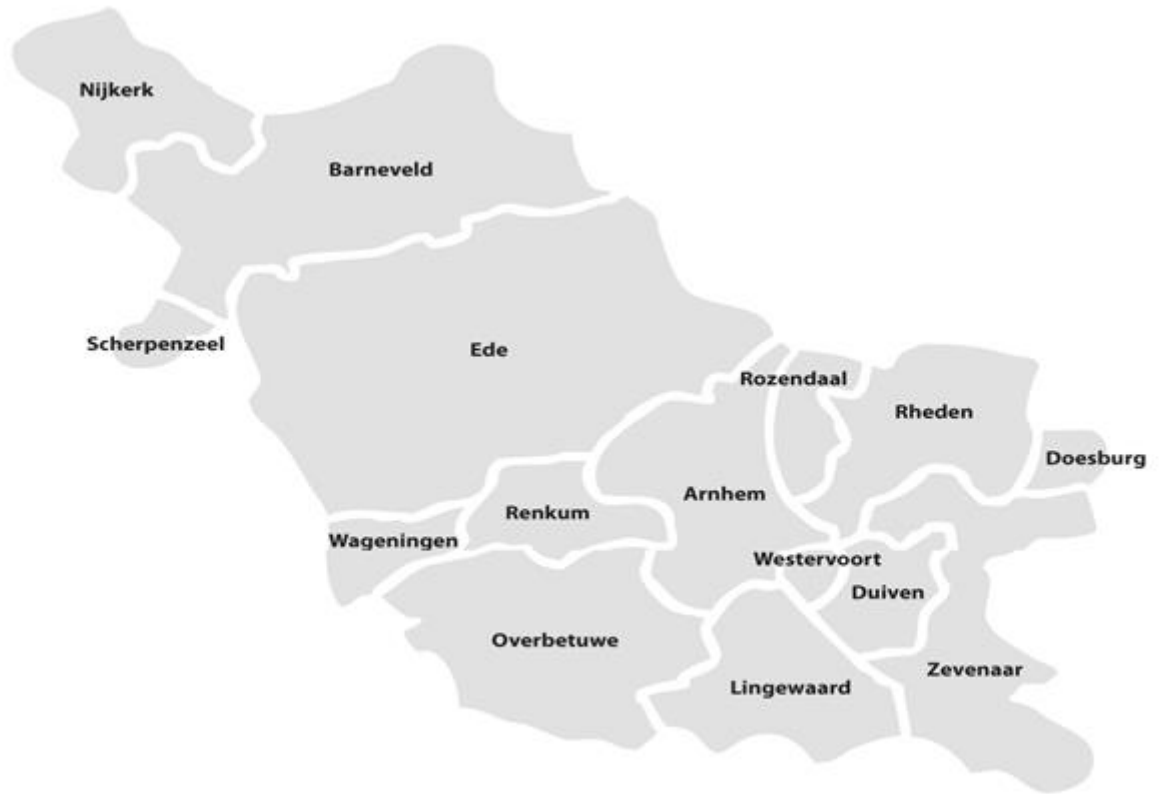 Nijkerk
Barneveld
Scherpenzeel
Ede
Rozendaal
Rheden
Doesburg
Arnhem
Renkum
Wageningen
Westervoort
Duiven
Overbetuwe
Zevenaar
Lingewaard